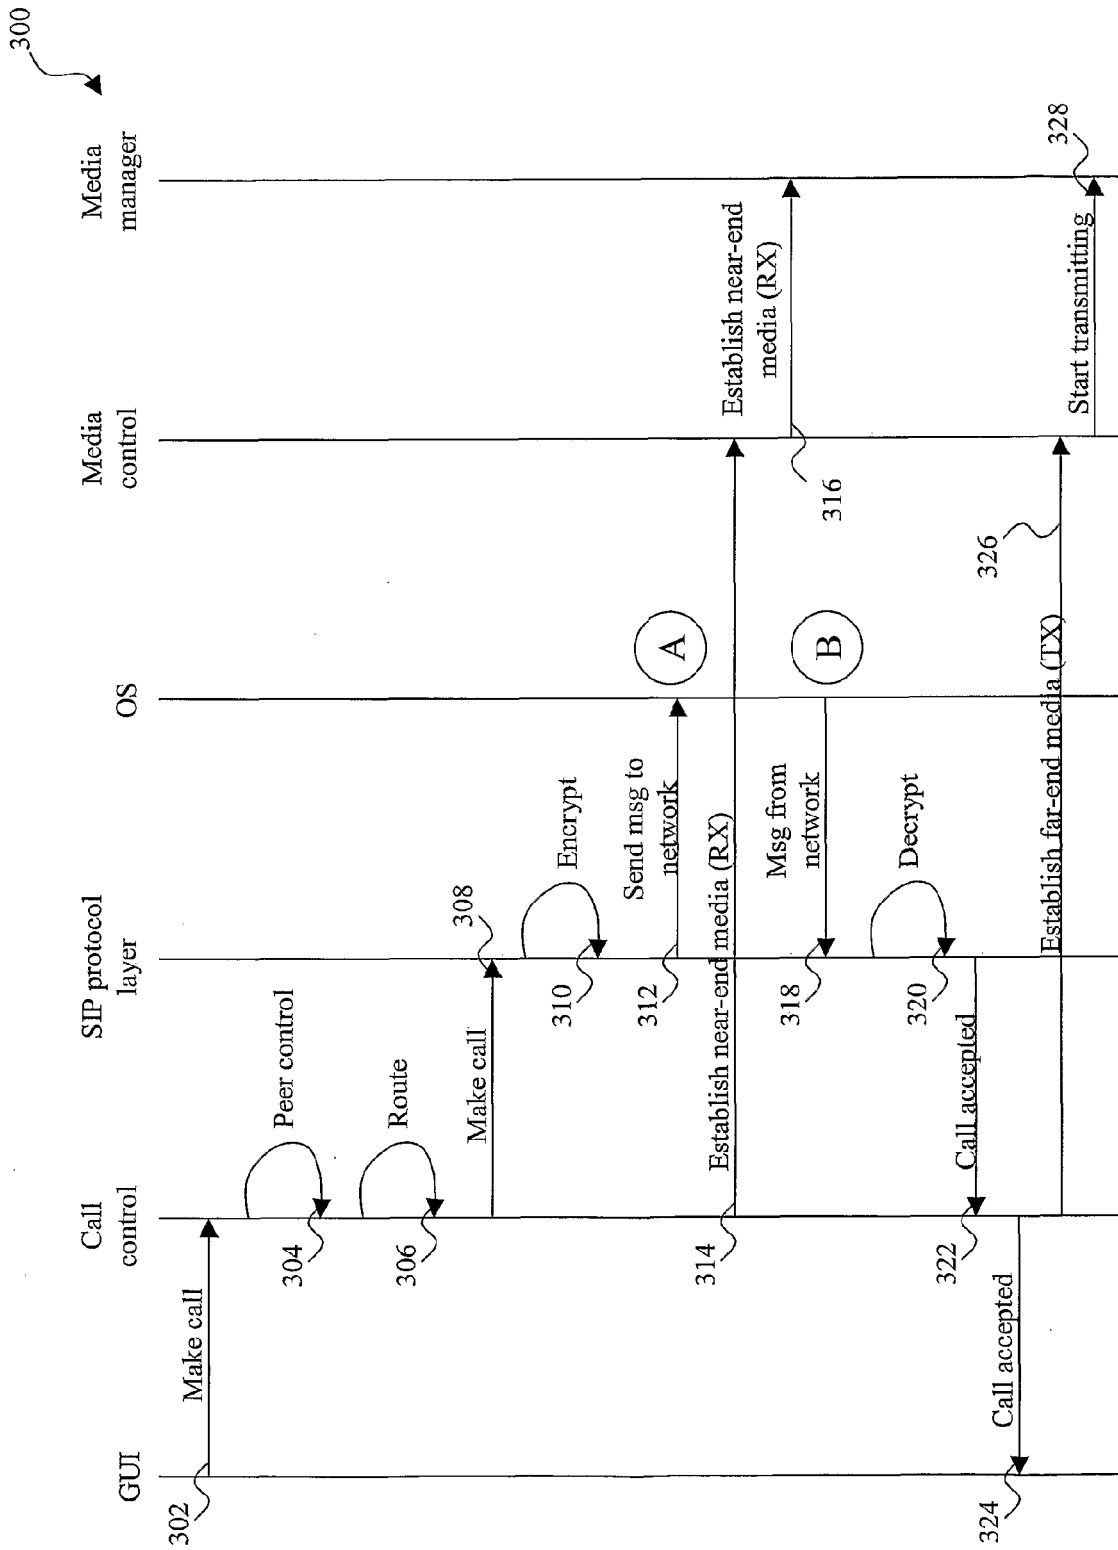 300
GUI
Call
control
SIP protocol
layer
OS
Media
control
Media
manager
302
Make call
304
Peer control
306
Route
Make call
308
310
Encrypt
312
Send msg to
network
A
314
Establish near-end media (RX)
Establish near-end
media (RX)
316
318
Msg from
network
B
320
Decrypt
322
Call accepted
324
Call accepted
Establish far-end media (TX)
326
Start transmitting
328